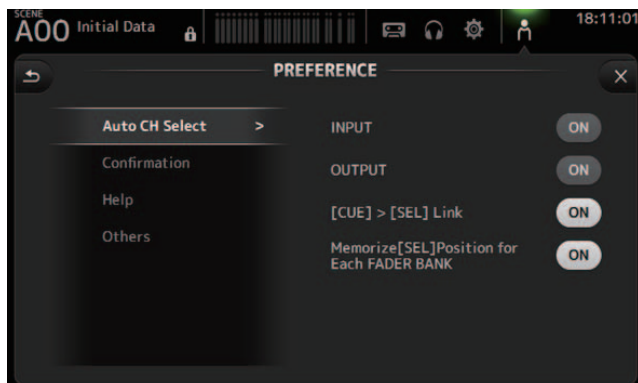 SCENE
A00 Initial Data
18:11:01
PREFERENCE
Auto CH Select >
INPUT
ON
Confirmation
OUTPUT
ON
Help
[CUE] > [SEL] Link
ON
Others
Memorize[SEL]Position for
Each FADER BANK
ON